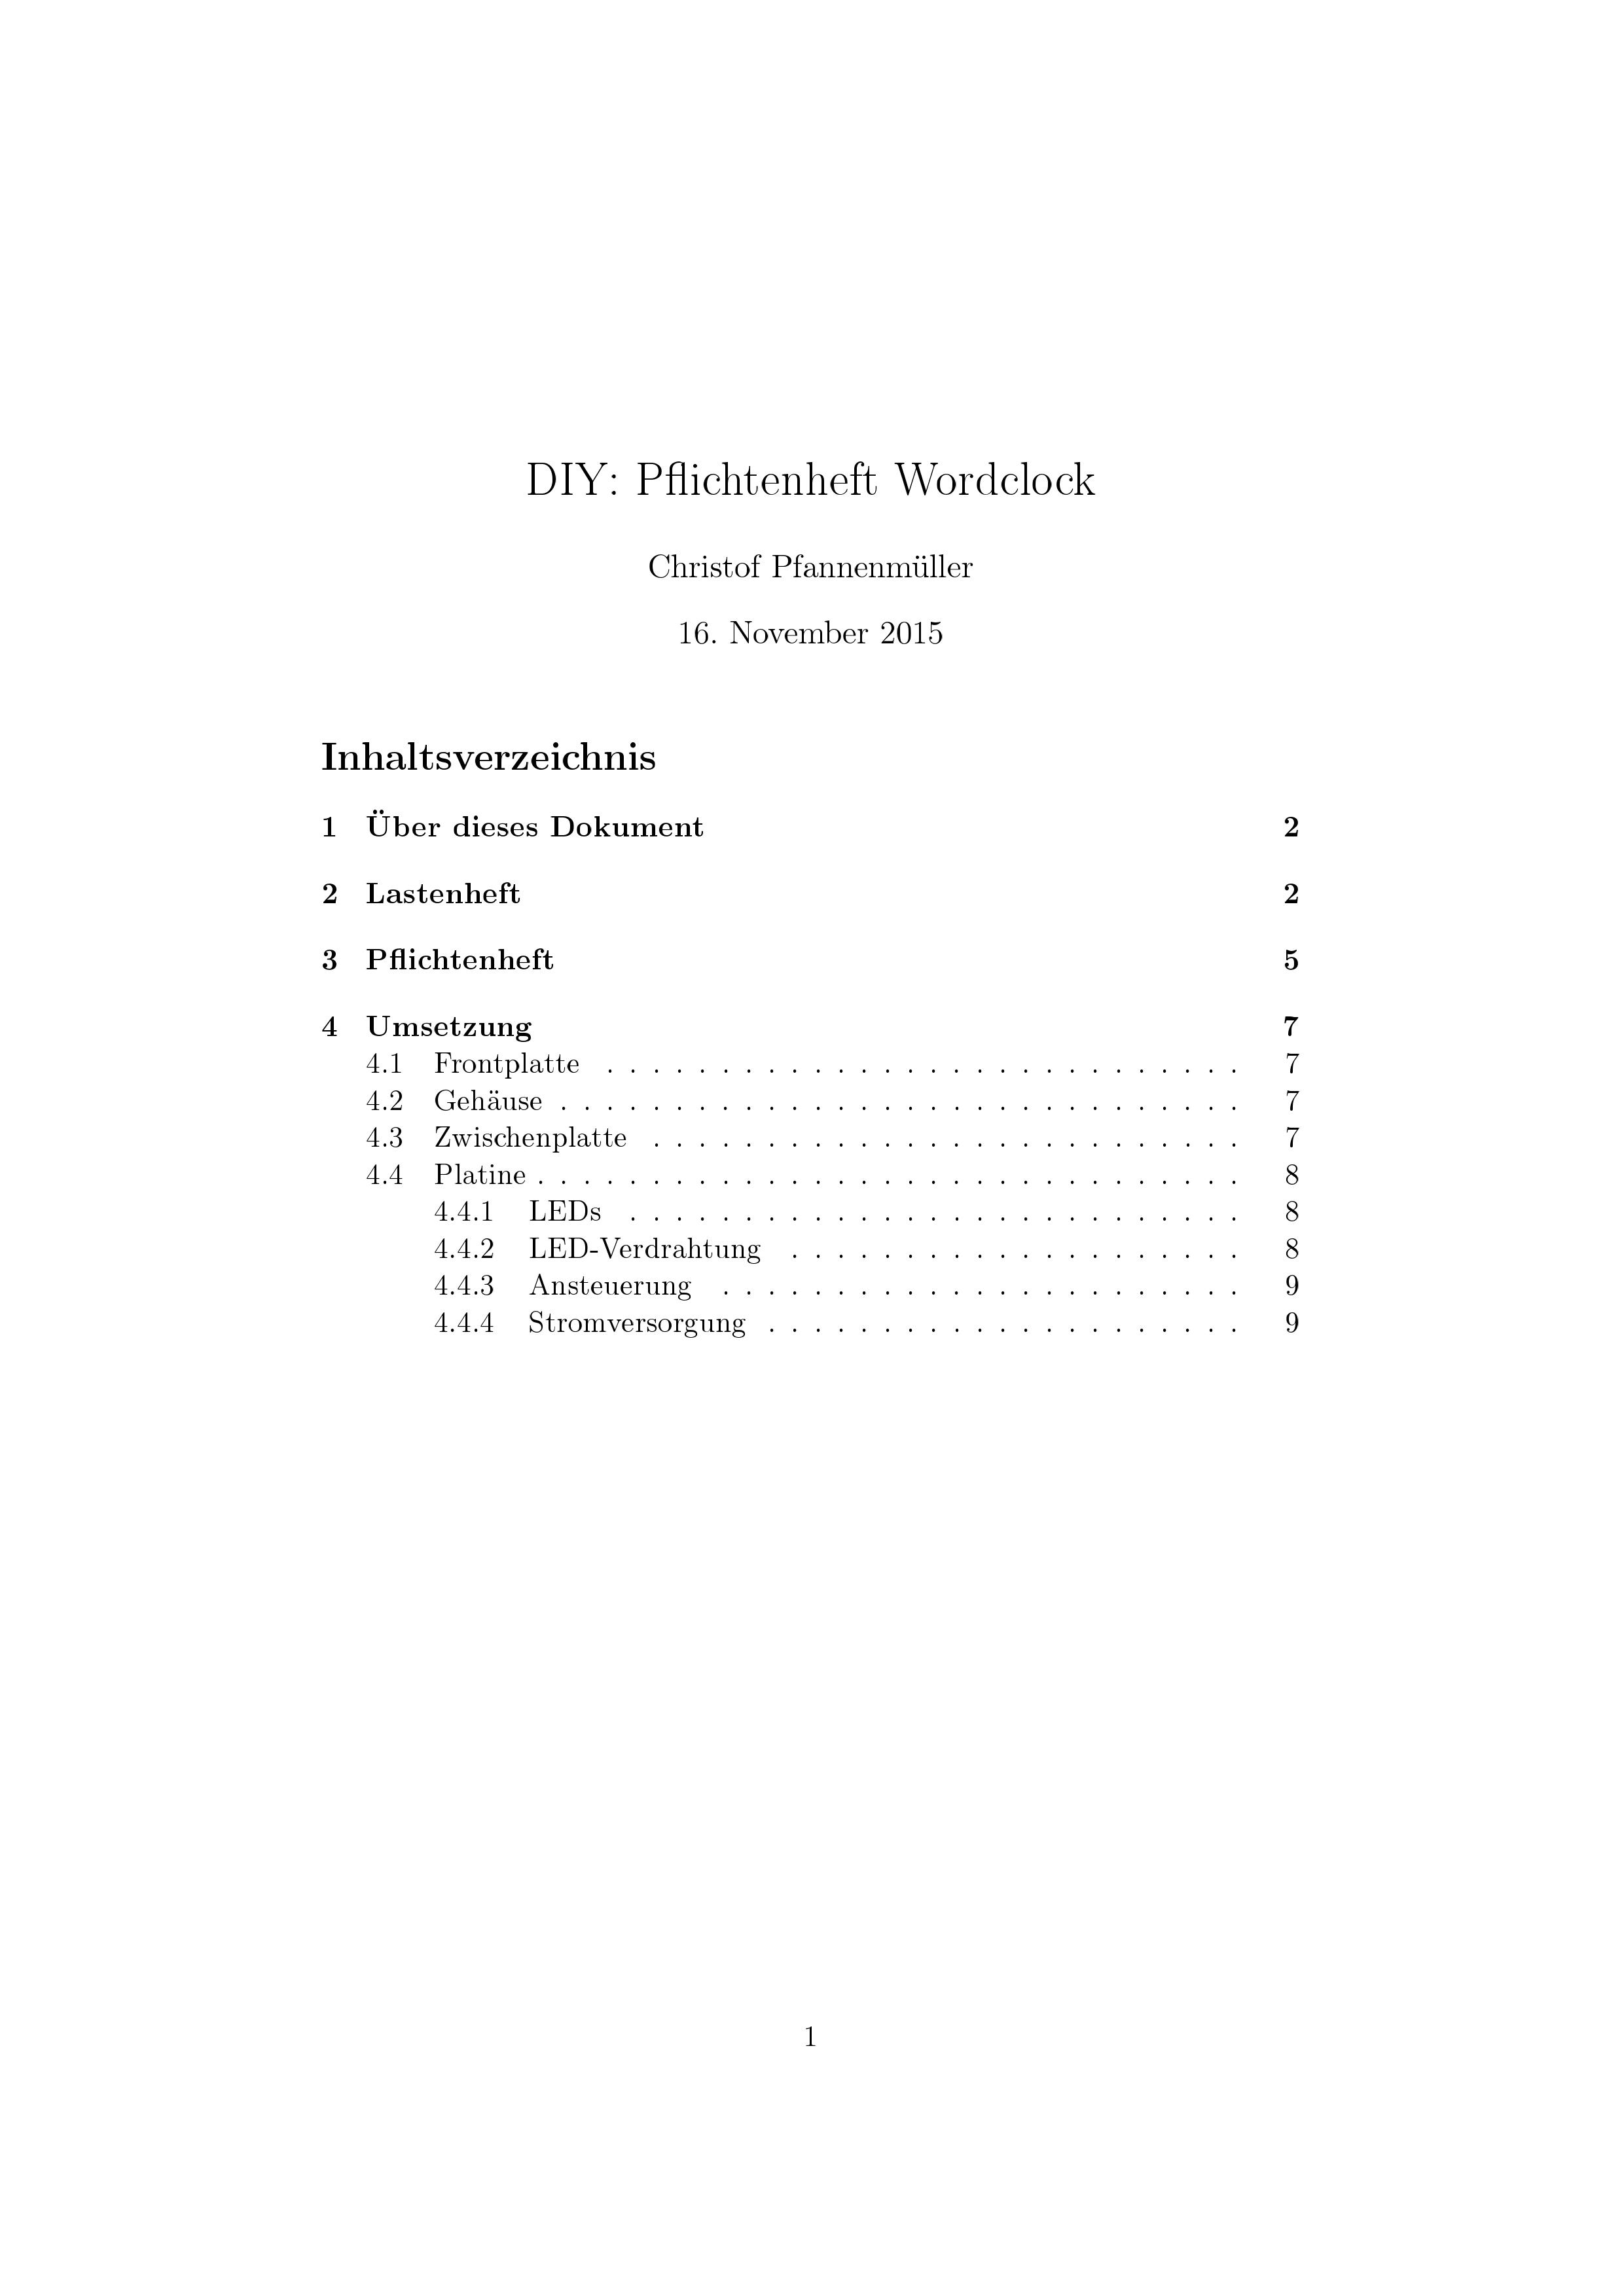 DIY: Pflichtenheft Wordclock
Christof Pfannenmüller
16. November 2015
Inhaltsverzeichnis
1 Über dieses Dokument 2
2 Lastenheft 2
3 Pflichtenheft 5
4 Umsetzung 7
4.1 Frontplatte . . . . . . . . . . . . . . . . . . . . . . . . . . . . 7
4.2 Gehäuse . . . . . . . . . . . . . . . . . . . . . . . . . . . . . . 7
4.3 Zwischenplatte . . . . . . . . . . . . . . . . . . . . . . . . . . 7
4.4 Platine . . . . . . . . . . . . . . . . . . . . . . . . . . . . . . . 8
4.4.1 LEDs . . . . . . . . . . . . . . . . . . . . . . . . . . . 8
4.4.2 LED-Verdrahtung . . . . . . . . . . . . . . . . . . . . 8
4.4.3 Ansteuerung . . . . . . . . . . . . . . . . . . . . . . . 9
4.4.4 Stromversorgung . . . . . . . . . . . . . . . . . . . . . 9
1